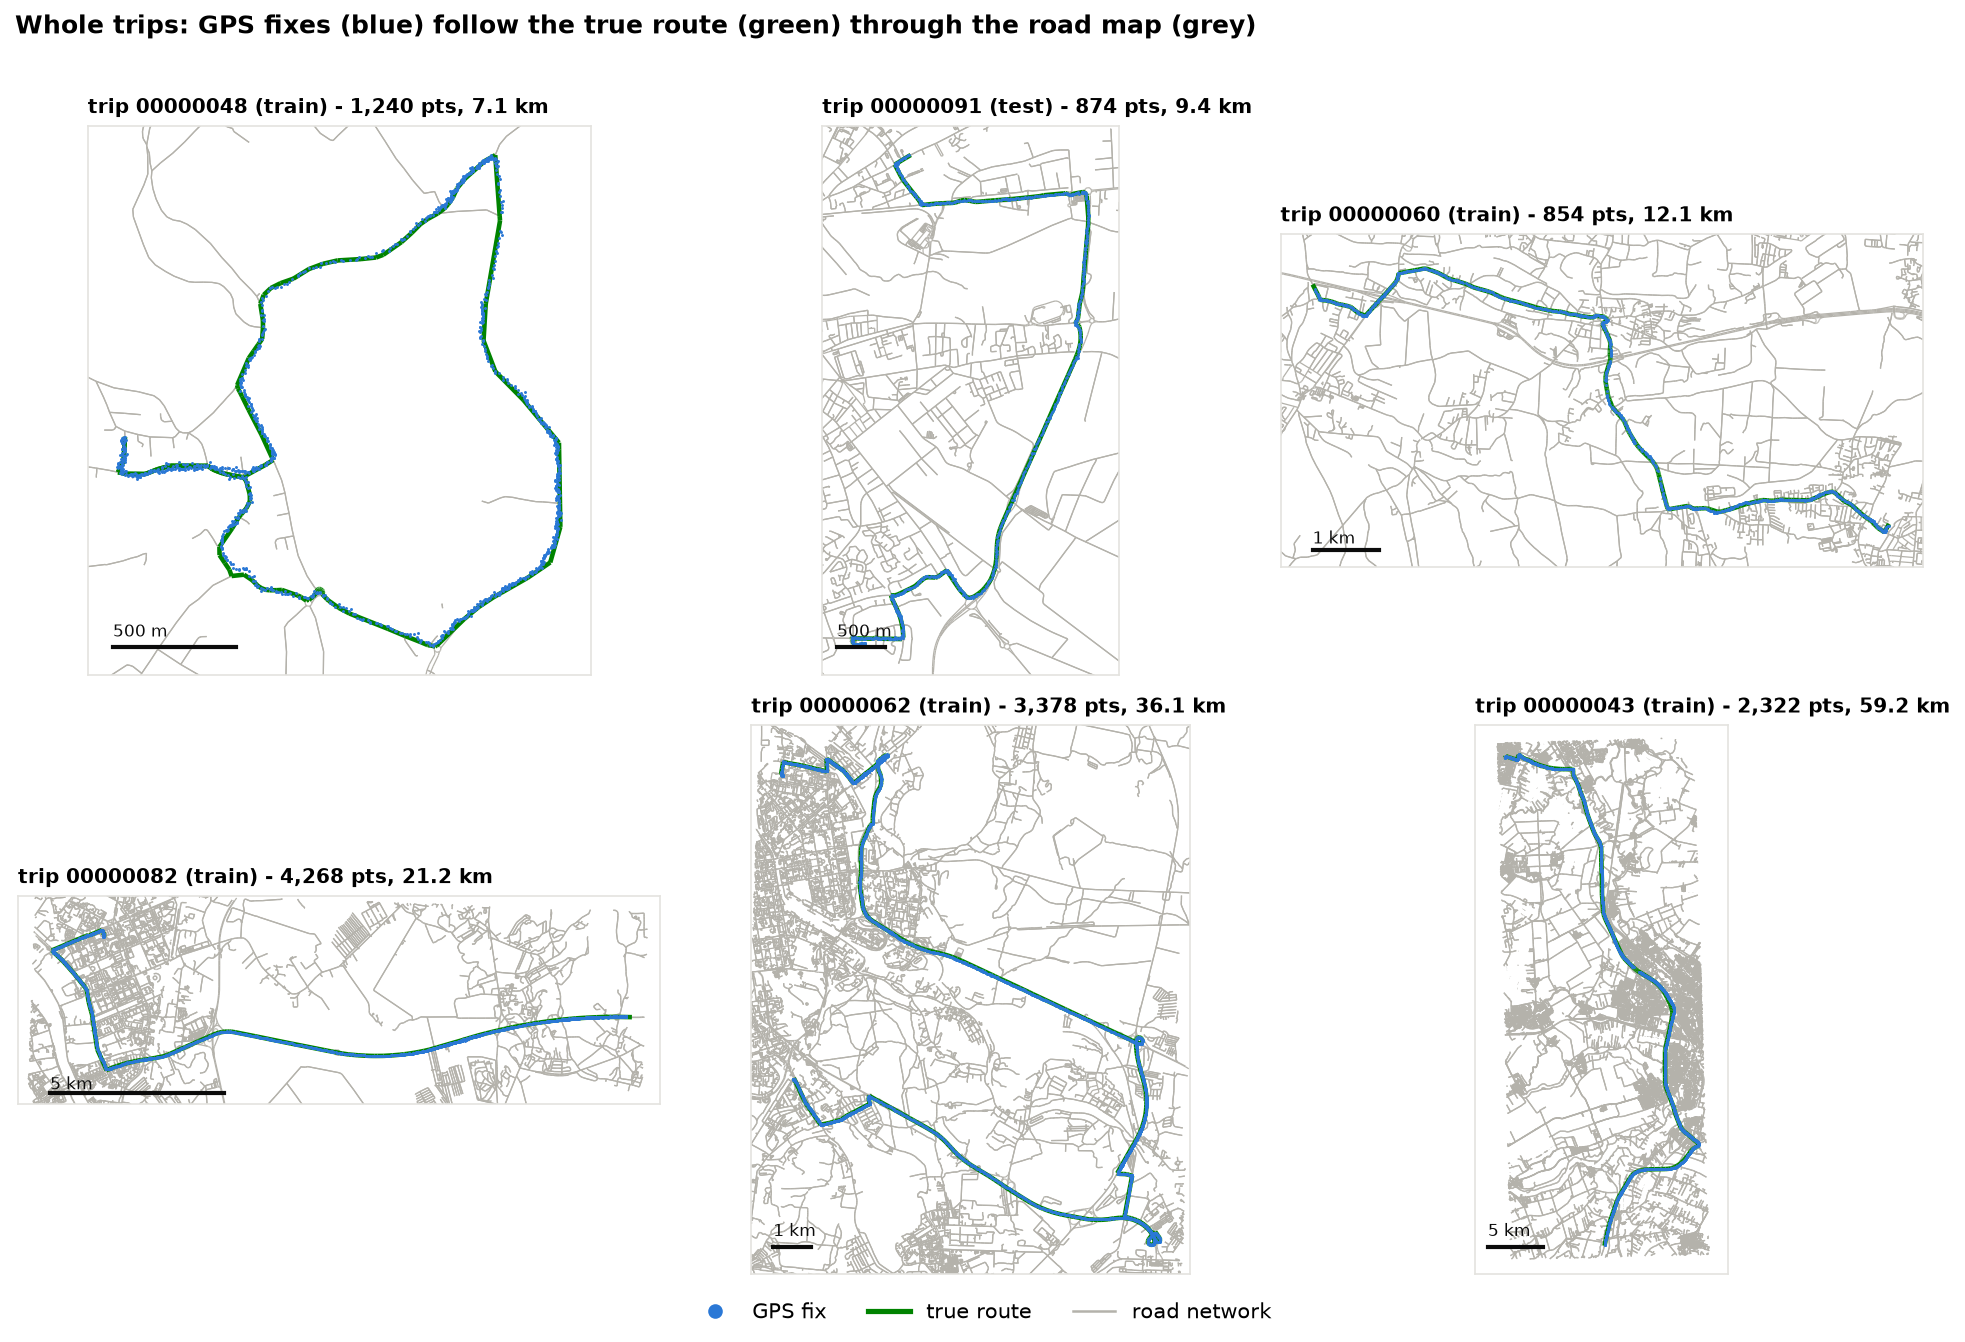 Whole trips: GPS fixes (blue) follow the true route (green) through the road map (grey)
trip 00000048 (train) - 1,240 pts, 7.1 km
500 m
trip 00000091 (test) - 874 pts, 9.4 km
500 m
trip 00000060 (train) - 854 pts, 12.1 km
1 km
trip 00000082 (train) - 4,268 pts, 21.2 km
5 km
trip 00000062 (train) - 3,378 pts, 36.1 km
1 km
trip 00000043 (train) - 2,322 pts, 59.2 km
5 km
GPS fix
true route
road network